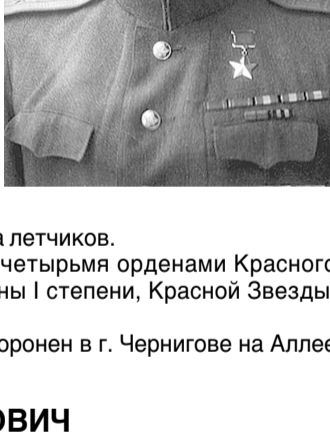 а летчиков.
четырьмя орденами Красного
ны I степени, Красной Звезды
оронен в г. Чернигове на Аллее
ОВИЧ